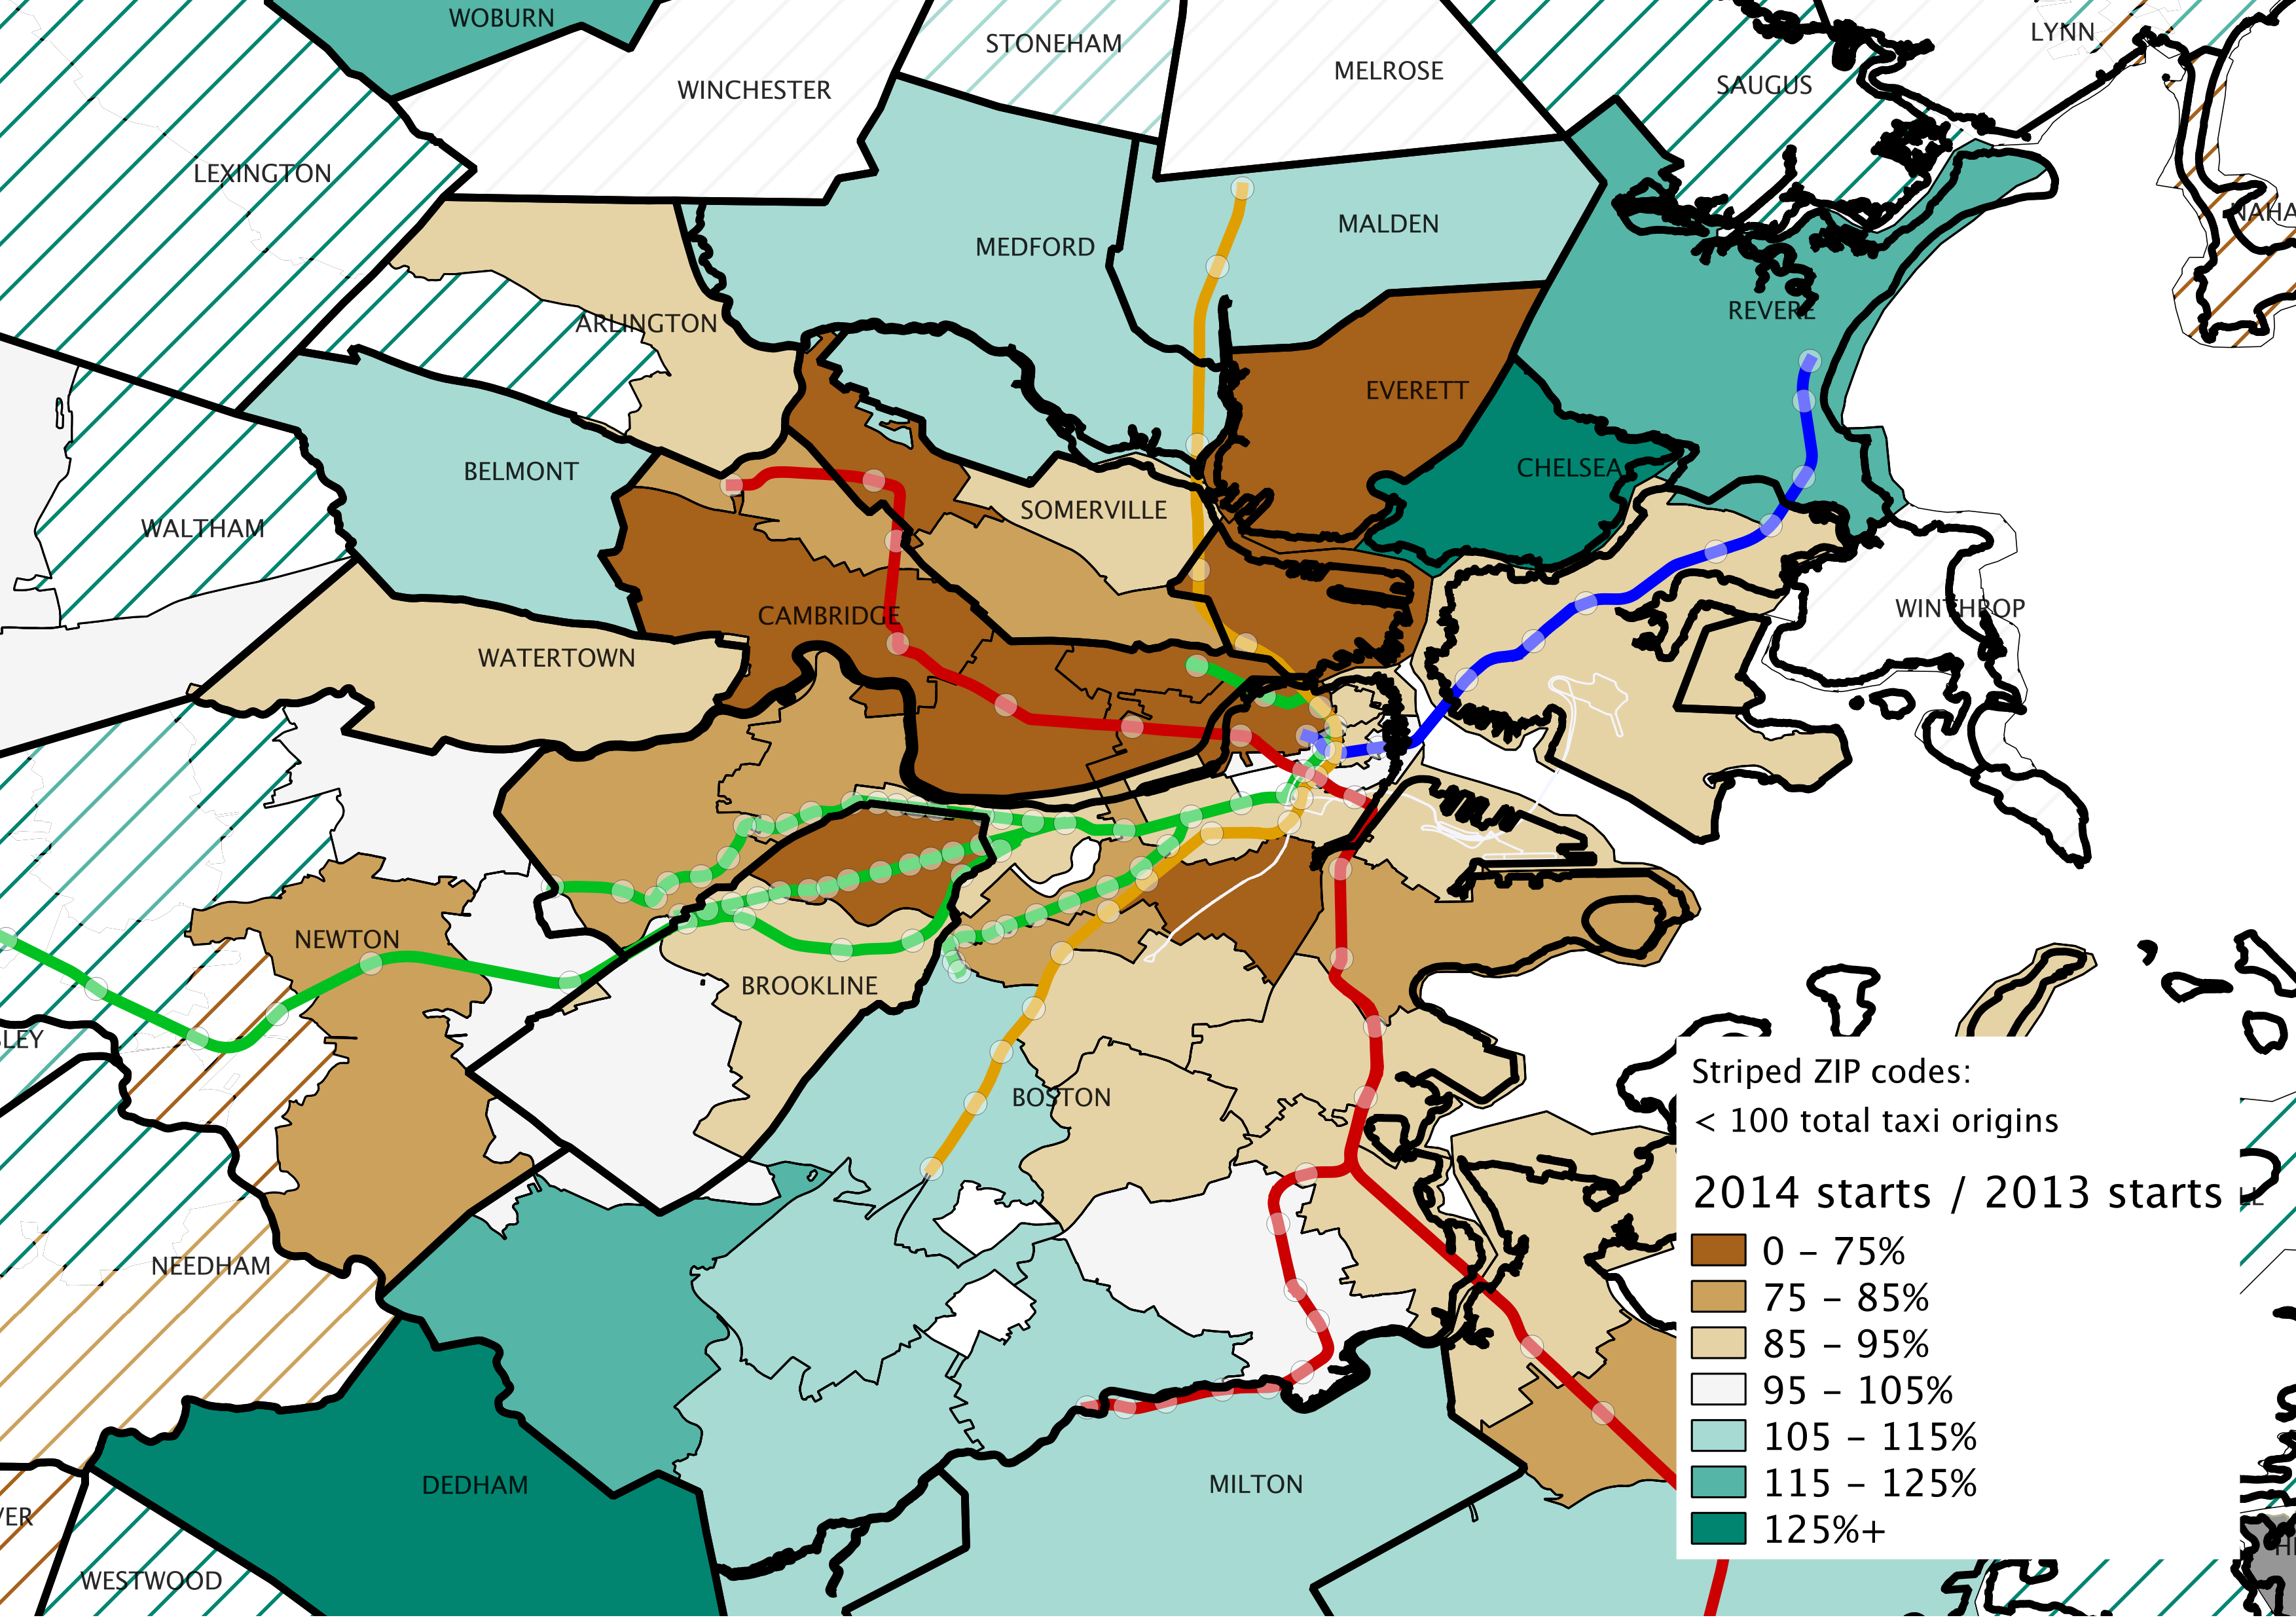 WOBURN
STONEHAM
LYNN
WINCHESTER
MELROSE
SAUGUS
LEXINGTON
NAHA
MEDFORD
MALDEN
REVERE
ARLINGTON
EVERETT
BELMONT
CHELSEA
SOMERVILLE
WALTHAM
WINTHROP
CAMBRIDGE
WATERTOWN
NEWTON
BROOKLINE
LEY
BOSTON
NEEDHAM
DEDHAM
MILTON
VER
WESTWOOD
Striped ZIP codes:
< 100 total taxi origins
2014 starts / 2013 starts
0 – 75%
75 – 85%
85 – 95%
95 – 105%
105 – 115%
115 – 125%
125%+